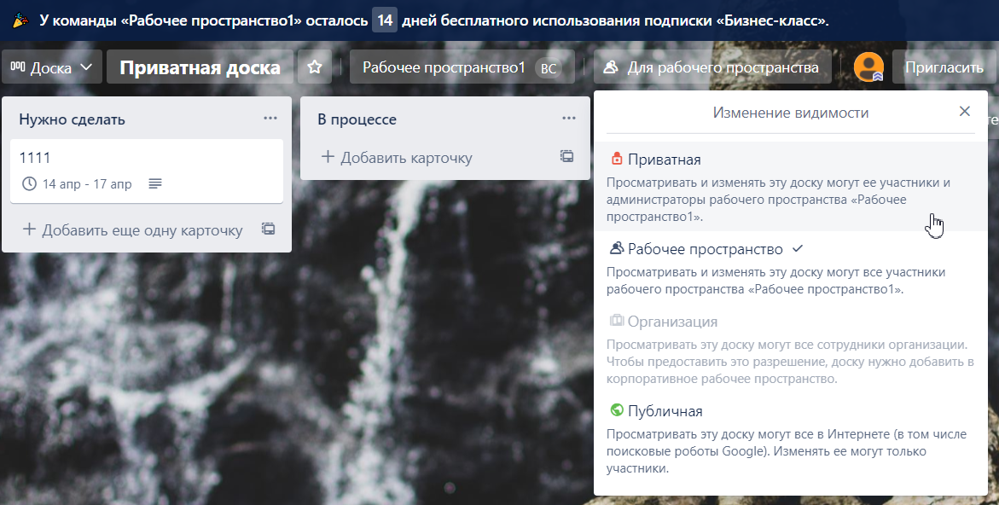 У команды «Рабочее пространство1» осталось 14 дней бесплатного использования подписки «Бизнес-класс».
Доска
Приватная доска
Рабочее пространство1 BC
Для рабочего пространства
Пригласить
Нужно сделать
1111
14 апр - 17 апр
Добавить еще одну карточку
В процессе
Добавить карточку
Изменение видимости
Приватная
Просматривать и изменять эту доску могут ее участники и
администраторы рабочего пространства «Рабочее
пространство1».
Рабочее пространство
Просматривать и изменять эту доску могут все участники
рабочего пространства «Рабочее пространство1».
Организация
Просматривать эту доску могут все сотрудники организации.
Чтобы предоставить это разрешение, доску нужно добавить в
корпоративное рабочее пространство.
Публичная
Просматривать эту доску могут все в Интернете (в том числе
поисковые роботы Google). Изменять ее могут только
участники.